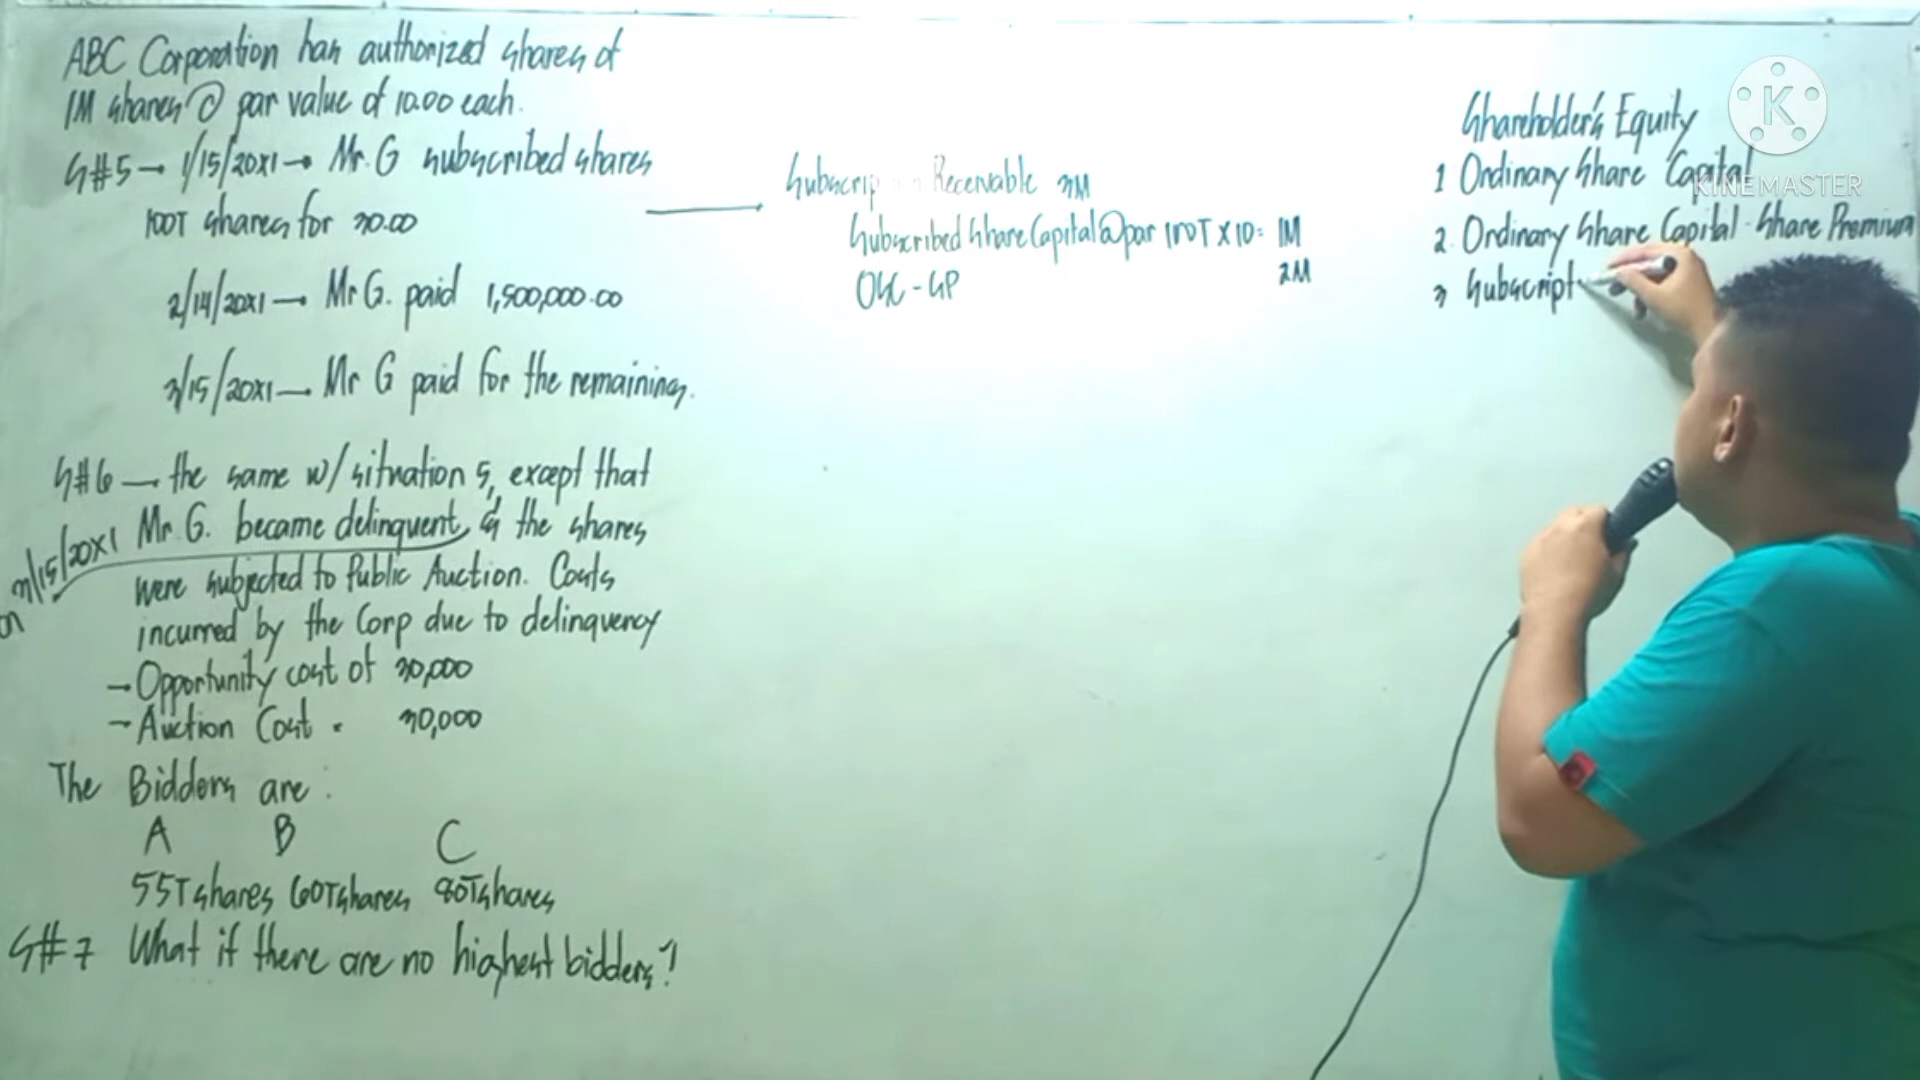 ABC Corporation has authorized shares of
1M shares @ par value of 10.00 each.
S#5 → 1/15/20X1 → Mr. G subscribed shares
100T shares for 30.00
2/14/20X1 → Mr G. paid 1,500,000.00
3/15/20X1 — Mr G paid for the remaining.
S#6 — the same w/ situation 5, except that
Mr. G. became delinquent, & the shares
on 3/15/20X1
were subjected to Public Auction. Costs
incurred by the Corp due to delinquency
- Opportunity cost of 30,000
- Auction Cost - 30,000
The Bidders are :
A B C
55T shares 60T shares 80T shares
S#7 What if there are no highest bidders?
Subscrip n Receivable 3M
Subscribed Share Capital @ par 100T X 10 = 1M
OSC - SP 2M
Shareholder's Equity
1 Ordinary Share Capital
2. Ordinary Share Capital - Share Premium
3 Subscript
K
KINEMASTER